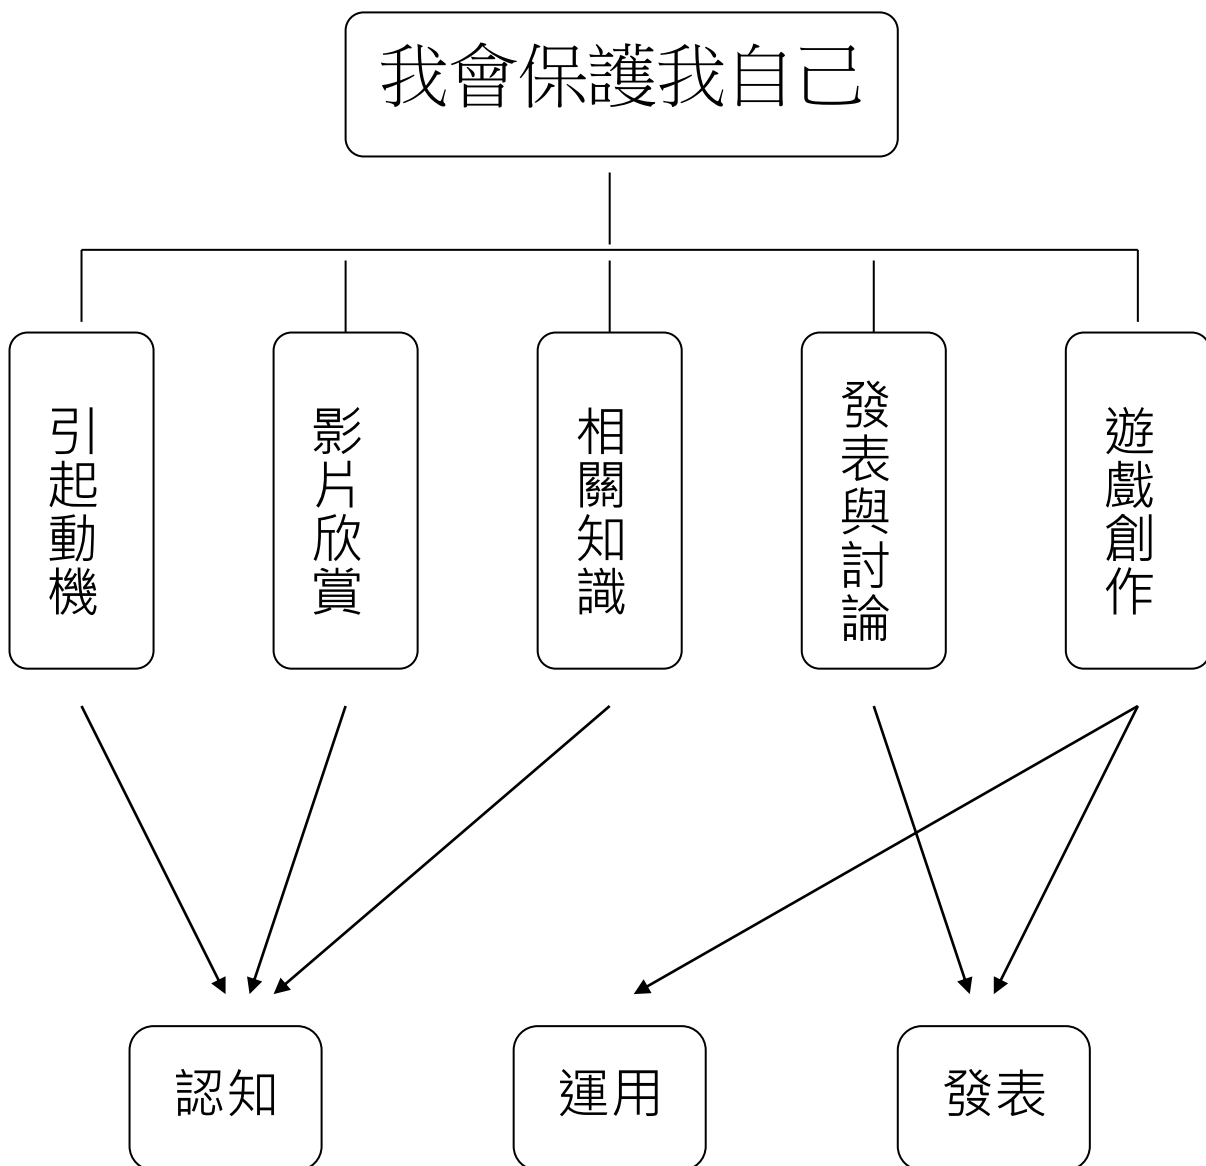 我會保護我自己
引起動機
影片欣賞
相關知識
發表與討論
遊戲創作
認知
運用
發表